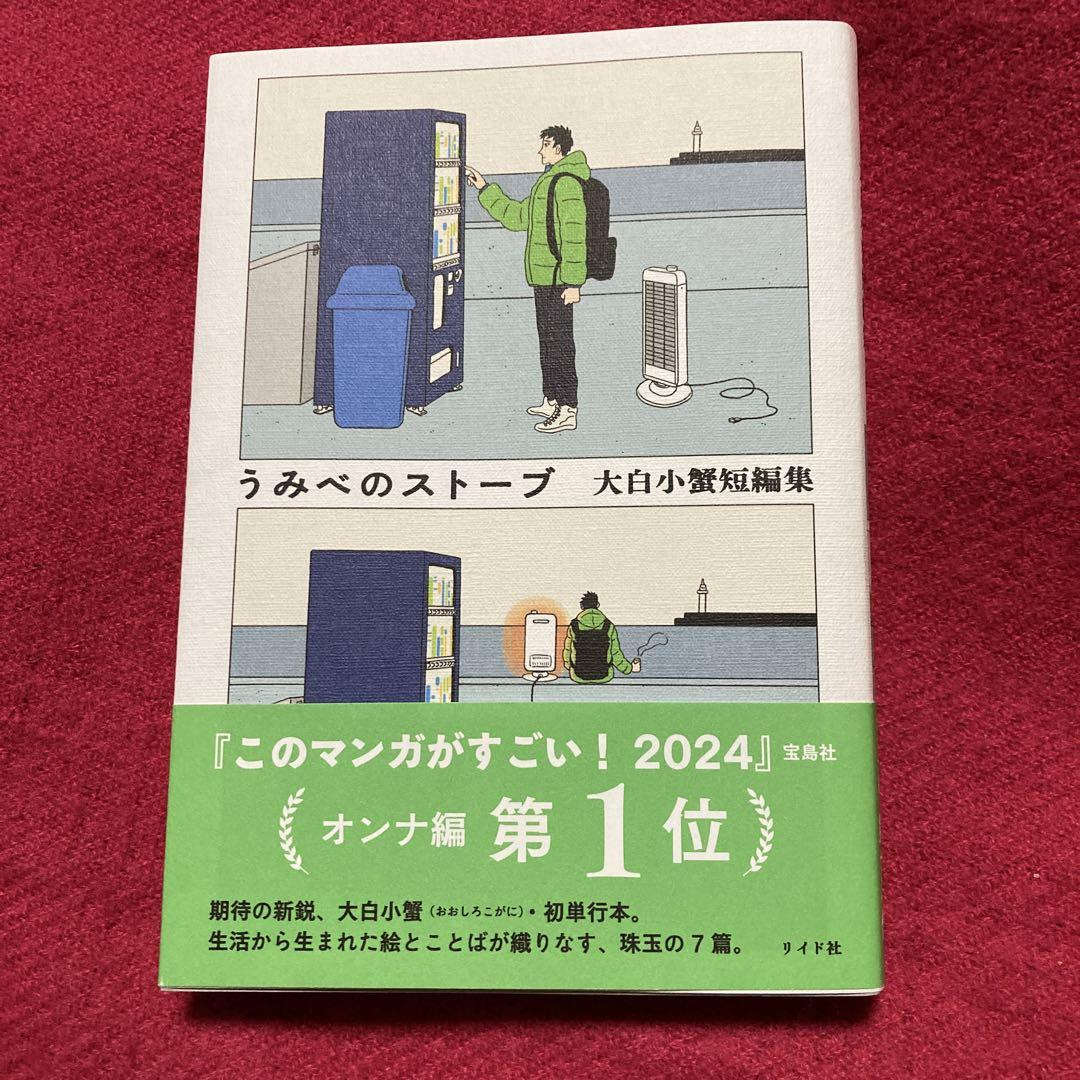 うみべのストーブ 大白小蟹短編集
『このマンガがすごい！2024』宝島社
オンナ編 第1位
期待の新鋭、大白小蟹（おおしろこがに）・初単行本。
生活から生まれた絵とことばが織りなす、珠玉の7篇。 リイド社